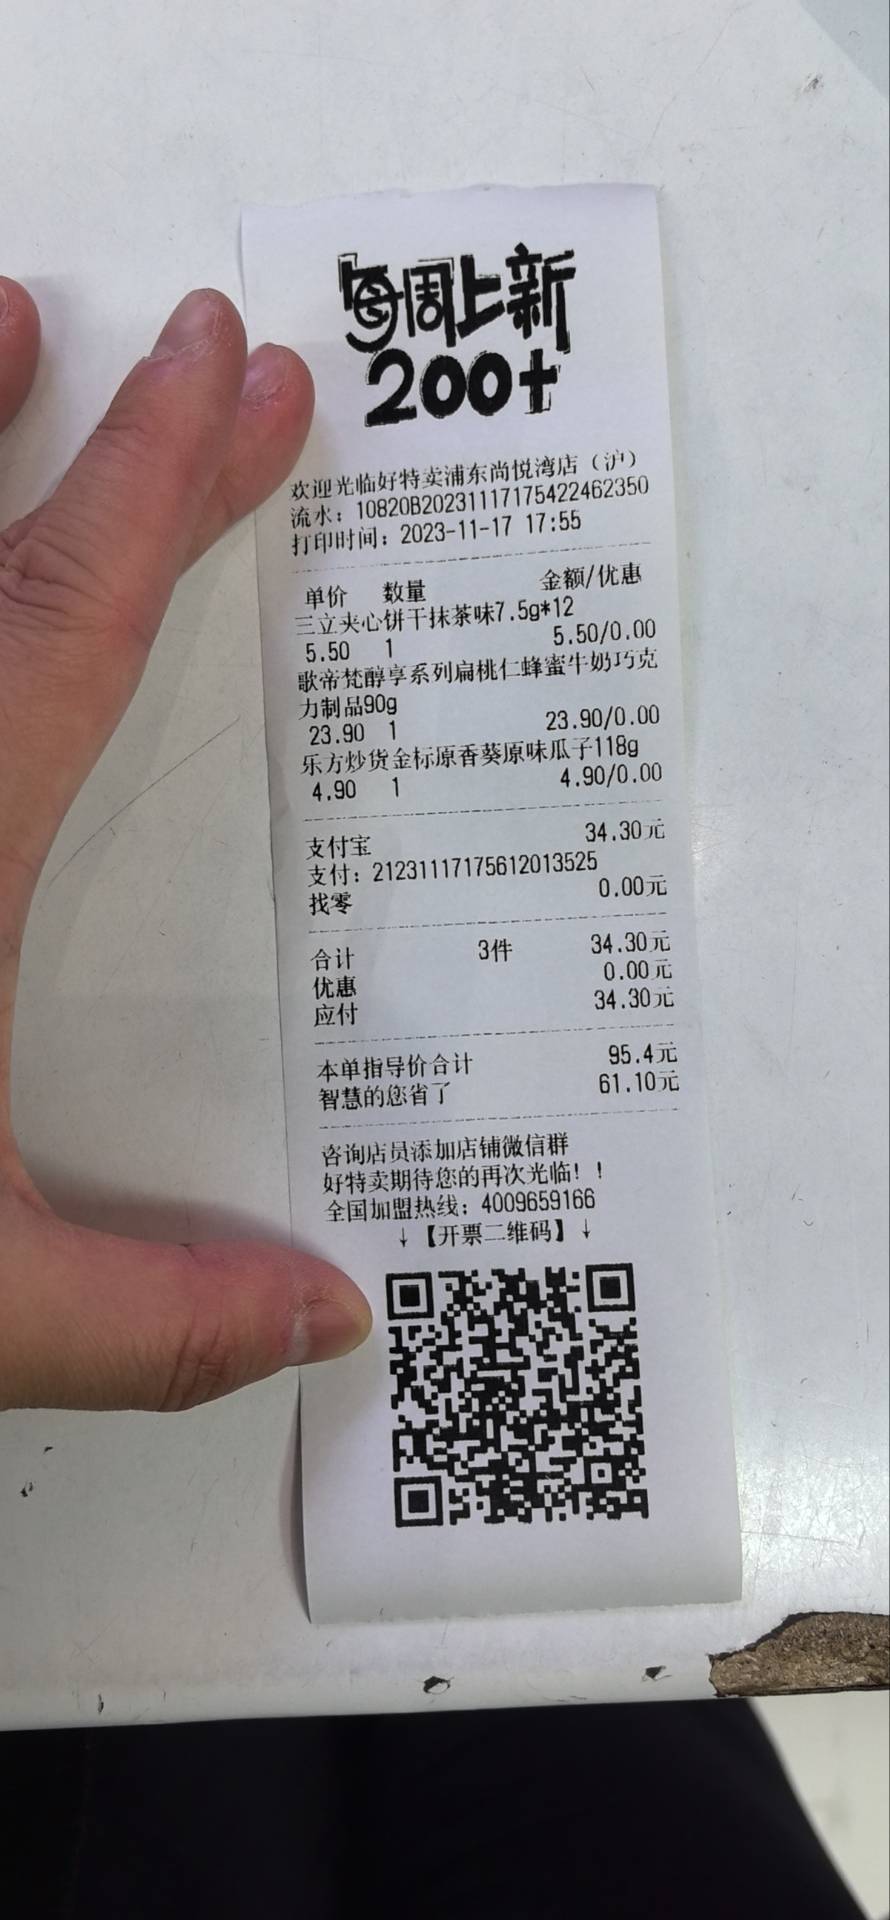 每周上新
200+
欢迎光临好特卖浦东尚悦湾店（沪）
流水：10820B20231117175422462350
打印时间：2023-11-17 17:55
单价 数量 金额/优惠
三立夹心饼干抹茶味7.5g*12
5.50 1 5.50/0.00
歌帝梵醇享系列扁桃仁蜂蜜牛奶巧克
力制品90g
23.90 1 23.90/0.00
乐方炒货金标原香葵原味瓜子118g
4.90 1 4.90/0.00
支付宝 34.30元
支付：21231117175612013525
找零 0.00元
合计 3件 34.30元
优惠 0.00元
应付 34.30元
本单指导价合计 95.4元
智慧的您省了 61.10元
咨询店员添加店铺微信群
好特卖期待您的再次光临！！
全国加盟热线：4009659166
↓【开票二维码】↓